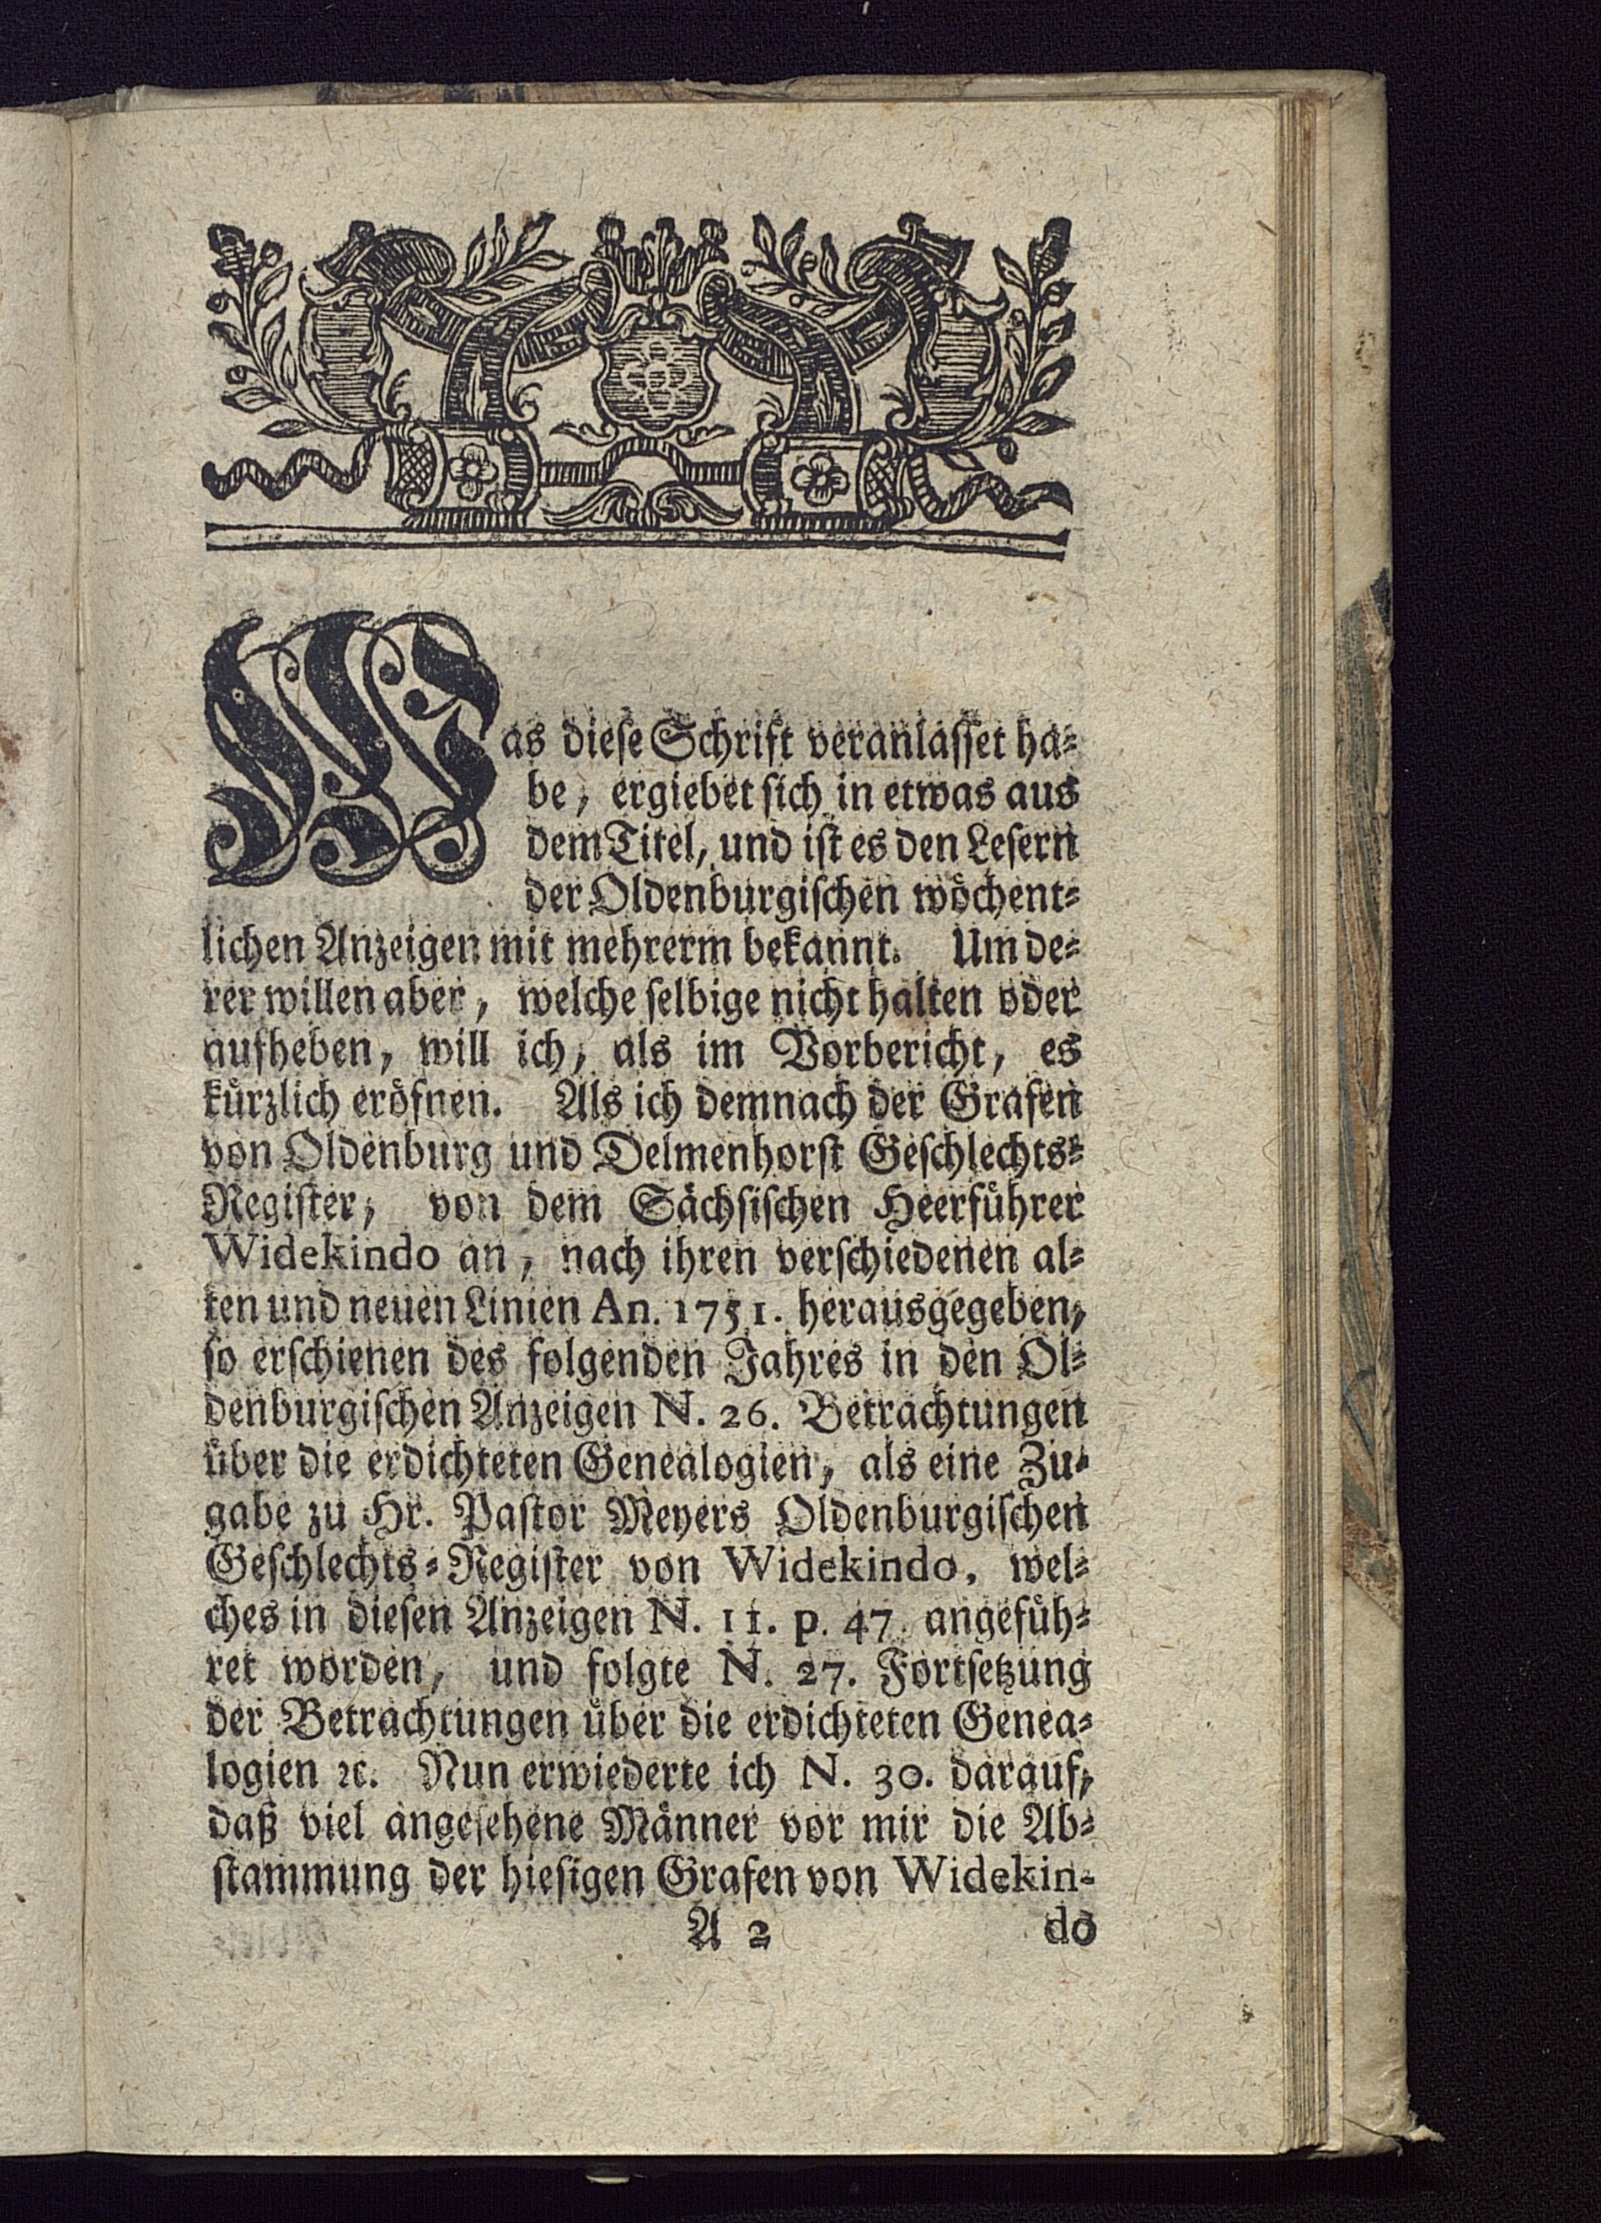 Was diese Schrift veranlasset ha-
be, ergiebet sich in etwas aus
dem Titel, und ist es den Lesern
der Oldenburgischen wöchent-
lichen Anzeigen mit mehrerm bekannt. Um de-
rer willen aber, welche selbige nicht halten oder
aufheben, will ich, als im Vorbericht, es
kürzlich eröfnen. Als ich demnach der Grafen
von Oldenburg und Delmenhorst Geschlechts-
Register, von dem Sächsischen Heerführer
Widekindo an, nach ihren verschiedenen al-
ten und neuen Linien An. 1751. herausgegeben,
so erschienen des folgenden Jahres in den Ol-
denburgischen Anzeigen N. 26. Betrachtungen
über die erdichteten Genealogien, als eine Zu-
gabe zu Hr. Pastor Meyers Oldenburgischen
Geschlechts-Register von Widekindo, wel-
ches in diesen Anzeigen N. 11. p. 47. angefüh-
ret worden, und folgte N. 27. Fortsetzung
der Betrachtungen über die erdichteten Genea-
logien ꝛc. Nun erwiederte ich N. 30. darauf,
daß viel angesehene Männer vor mir die Ab-
stammung der hiesigen Grafen von Widekin-
A 2 do